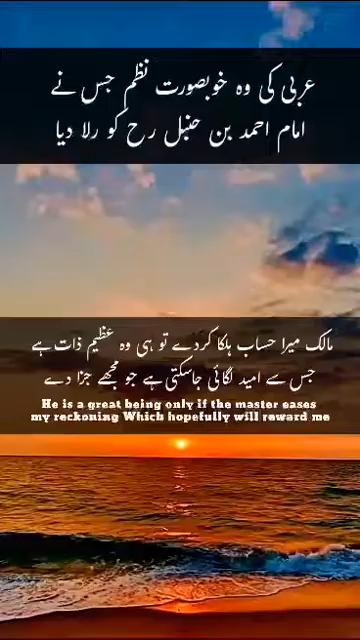 عربی کی وہ خوبصورت نظم جس نے
امام احمد بن حنبل رح کو رلا دیا
مالک میرا حساب ہلکا کردے تو ہی وہ عظیم ذات ہے
جس سے امید لگائی جاسکتی ہے جو مجھے جزا دے
He is a great being only if the master eases
my reckoning Which hopefully will reward me